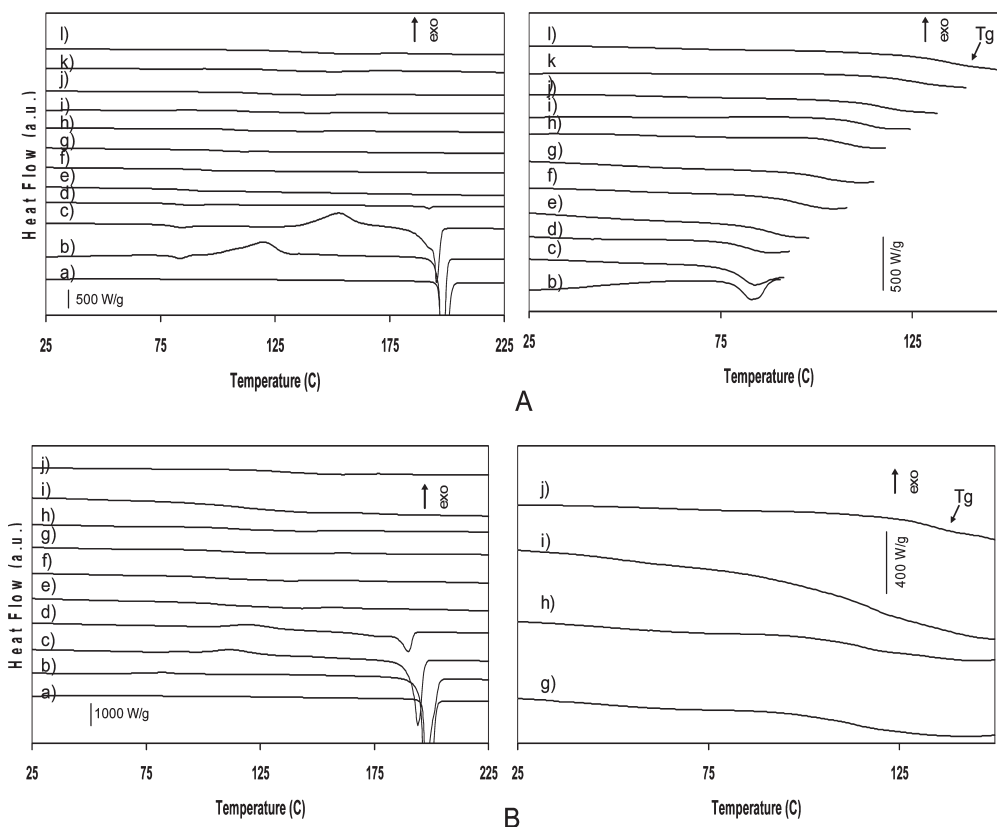 exo
l)
k)
j)
i)
h)
g)
f)
e)
d)
c)
b)
a)
500 W/g
Heat Flow (a.u.)
25 75 125 175 225
Temperature (C)
exo
Tg
l)
k
j)
i)
h)
g)
f)
e)
d)
c)
b)
500 W/g
25 75 125
Temperature (C)
A
j)
i)
h)
g)
f)
e)
d)
c)
b)
a)
exo
1000 W/g
Heat Flow (a.u.)
25 75 125 175 225
Temperature (C)
exo
Tg
j)
i)
h)
g)
400 W/g
25 75 125
Temperature (C)
B